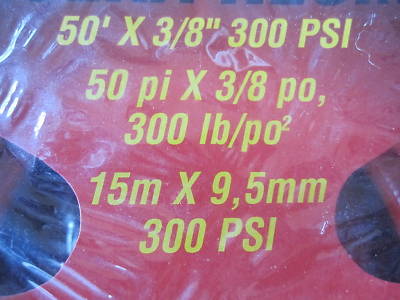 50' X 3/8" 300 PSI
50 pi X 3/8 po,
300 lb/po²
15m X 9,5mm
300 PSI